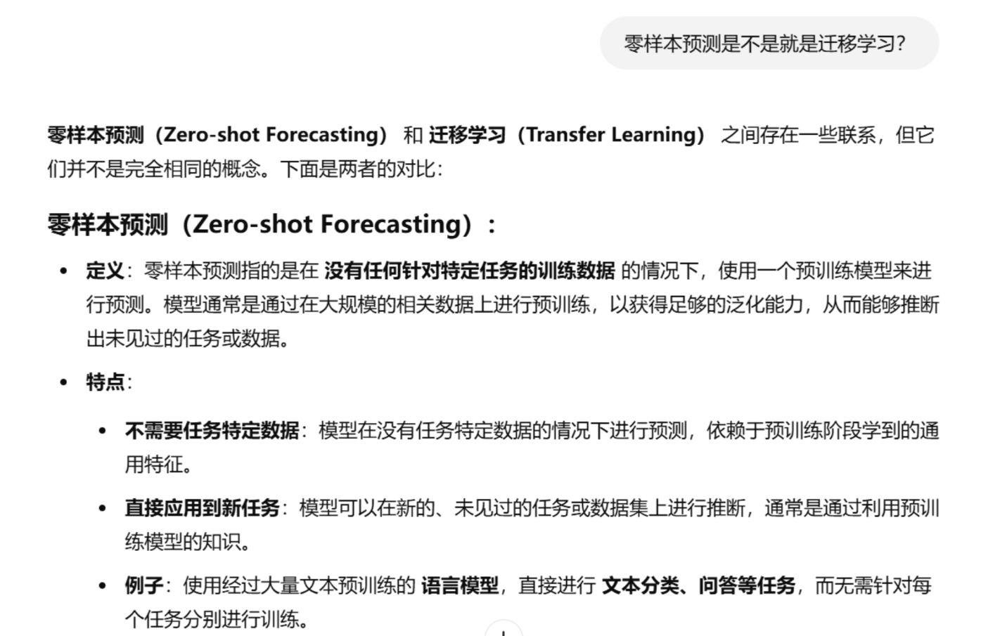 零样本预测是不是就是迁移学习？
零样本预测（Zero-shot Forecasting） 和 迁移学习（Transfer Learning） 之间存在一些联系，但它
们并不是完全相同的概念。下面是两者的对比：
零样本预测（Zero-shot Forecasting）：
• 定义：零样本预测指的是在 没有任何针对特定任务的训练数据 的情况下，使用一个预训练模型来进
行预测。模型通常是通过在大规模的相关数据上进行预训练，以获得足够的泛化能力，从而能够推断
出未见过的任务或数据。
• 特点：
• 不需要任务特定数据：模型在没有任务特定数据的情况下进行预测，依赖于预训练阶段学到的通
用特征。
• 直接应用到新任务：模型可以在新的、未见过的任务或数据集上进行推断，通常是通过利用预训
练模型的知识。
• 例子：使用经过大量文本预训练的 语言模型，直接进行 文本分类、问答等任务，而无需针对每
个任务分别进行训练。